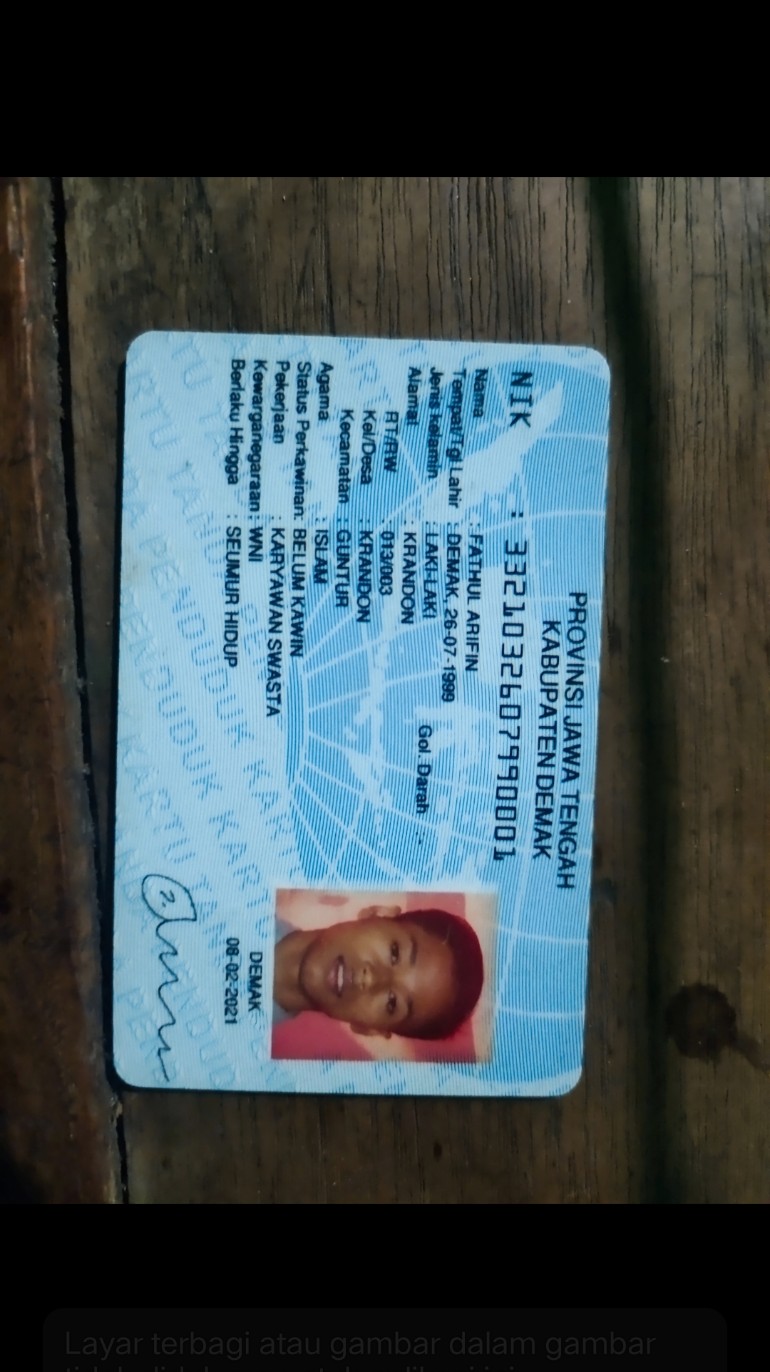 PROVINSI JAWA TENGAH
KABUPATEN DEMAK
NIK : 3321032607990001
Nama : FATHUL ARIFIN
Tempat/Tgl Lahir : DEMAK, 26-07-1999
Jenis kelamin : LAKI-LAKI Gol. Darah : -
Alamat : KRANDON
RT/RW : 013/003
Kel/Desa : KRANDON
Kecamatan : GUNTUR
Agama : ISLAM
Status Perkawinan: BELUM KAWIN
Pekerjaan : KARYAWAN SWASTA
Kewarganegaraan: WNI
Berlaku Hingga : SEUMUR HIDUP
DEMAK
08-02-2021
Layar terbagi atau gambar dalam gambar